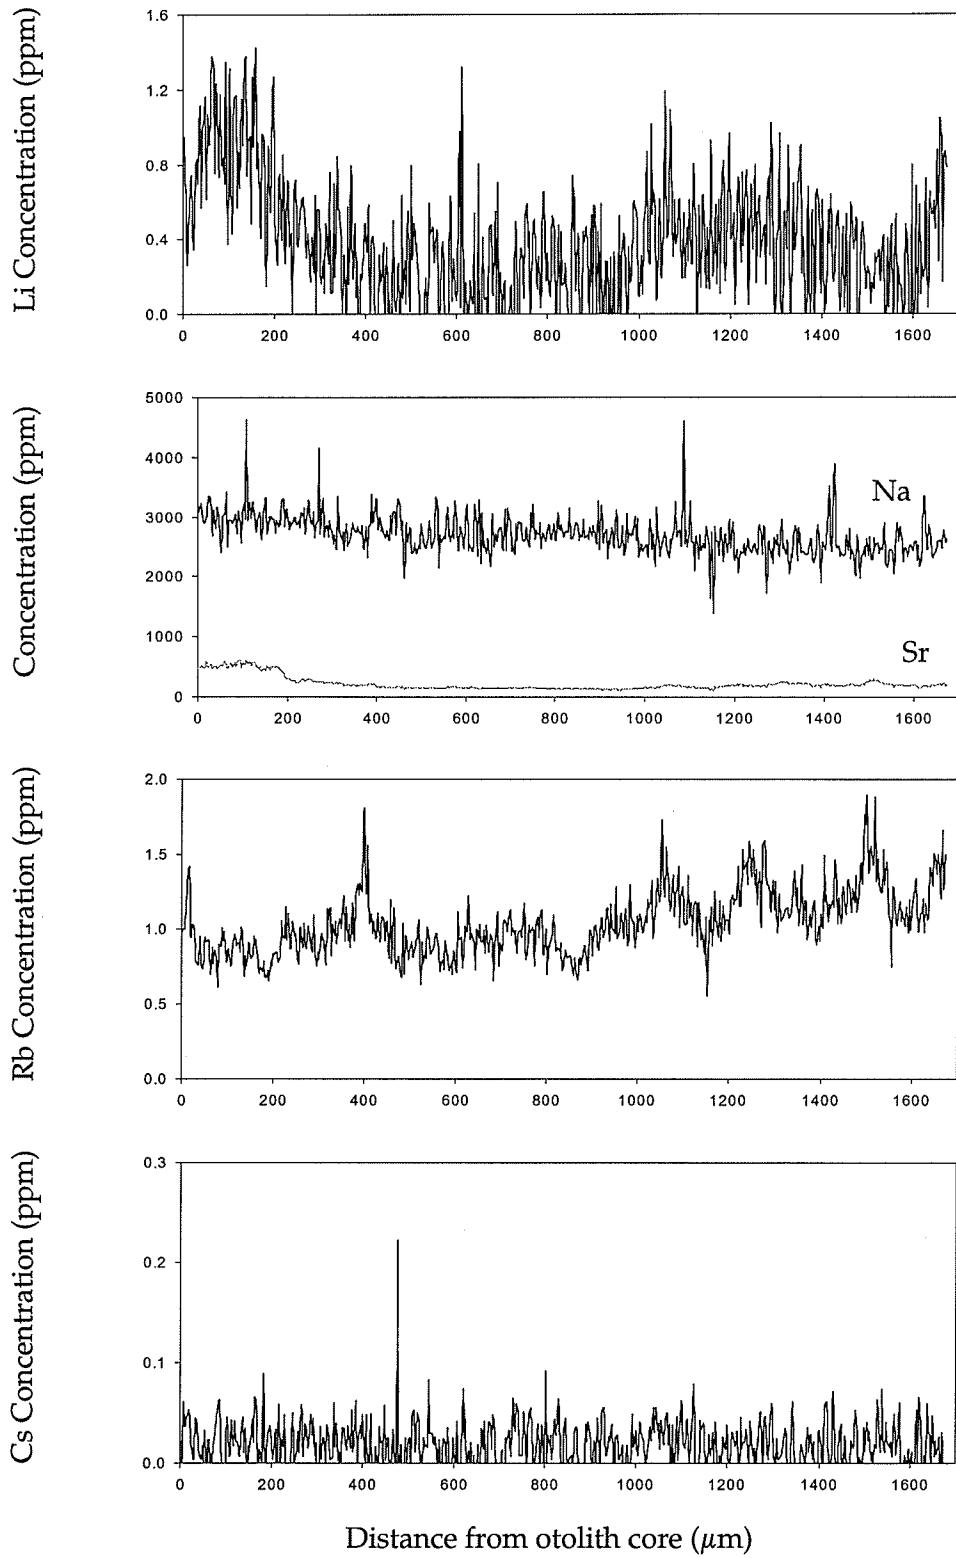 Li Concentration (ppm)
1.6
1.2
0.8
0.4
0.0
0 200 400 600 800 1000 1200 1400 1600
Concentration (ppm)
5000
4000
3000
2000
1000
0
Na
Sr
0 200 400 600 800 1000 1200 1400 1600
Rb Concentration (ppm)
2.0
1.5
1.0
0.5
0.0
0 200 400 600 800 1000 1200 1400 1600
Cs Concentration (ppm)
0.3
0.2
0.1
0.0
0 200 400 600 800 1000 1200 1400 1600
Distance from otolith core (μm)